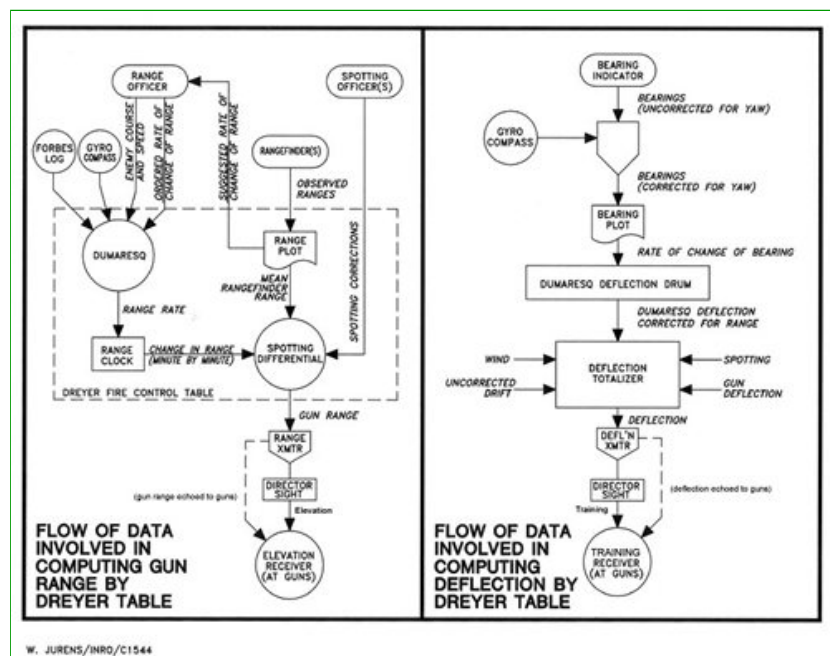 RANGE
OFFICER
SPOTTING
OFFICER(S)
FORBES
LOG
GYRO
COMPASS
ENEMY COURSE
AND SPEED
ORDERED RATE OF
CHANGE OF RANGE
SUGGESTED RATE OF
CHANGE OF RANGE
RANGEFINDER(S)
OBSERVED
RANGES
DUMARESQ
RANGE
PLOT
MEAN
RANGEFINDER
RANGE
SPOTTING CORRECTIONS
RANGE RATE
RANGE
CLOCK
CHANGE IN RANGE
(MINUTE BY MINUTE)
SPOTTING
DIFFERENTIAL
DREYER FIRE CONTROL TABLE
GUN RANGE
RANGE
XMTR
DIRECTOR
SIGHT
(gun range echoed to guns)
Elevation
ELEVATION
RECEIVER
(AT GUNS)
FLOW OF DATA
INVOLVED IN
COMPUTING GUN
RANGE BY
DREYER TABLE
BEARING
INDICATOR
BEARINGS
(UNCORRECTED FOR YAW)
GYRO
COMPASS
BEARINGS
(CORRECTED FOR YAW)
BEARING
PLOT
RATE OF CHANGE OF BEARING
DUMARESQ DEFLECTION DRUM
DUMARESQ DEFLECTION
CORRECTED FOR RANGE
WIND
UNCORRECTED
DRIFT
DEFLECTION
TOTALIZER
SPOTTING
GUN
DEFLECTION
DEFLECTION
DEFL'N
XMTR
DIRECTOR
SIGHT
(deflection echoed to guns)
Training
TRAINING
RECEIVER
(AT GUNS)
FLOW OF DATA
INVOLVED IN
COMPUTING
DEFLECTION BY
DREYER TABLE
W. JURENS/INRO/C1544